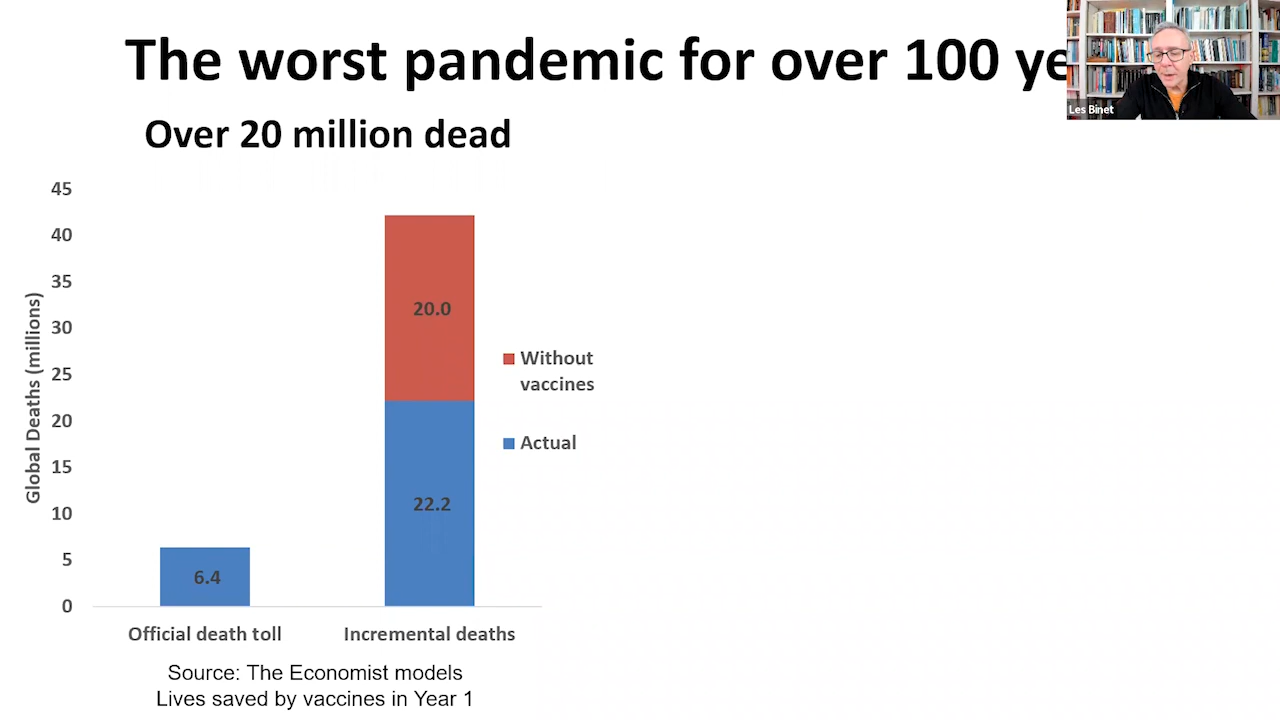 The worst pandemic for over 100 ye
Les Binet
Over 20 million dead
45
40
35
30
25
20
15
10
5
0
Global Deaths (millions)
20.0
22.2
6.4
Without
vaccines
Actual
Official death toll
Incremental deaths
Source: The Economist models
Lives saved by vaccines in Year 1